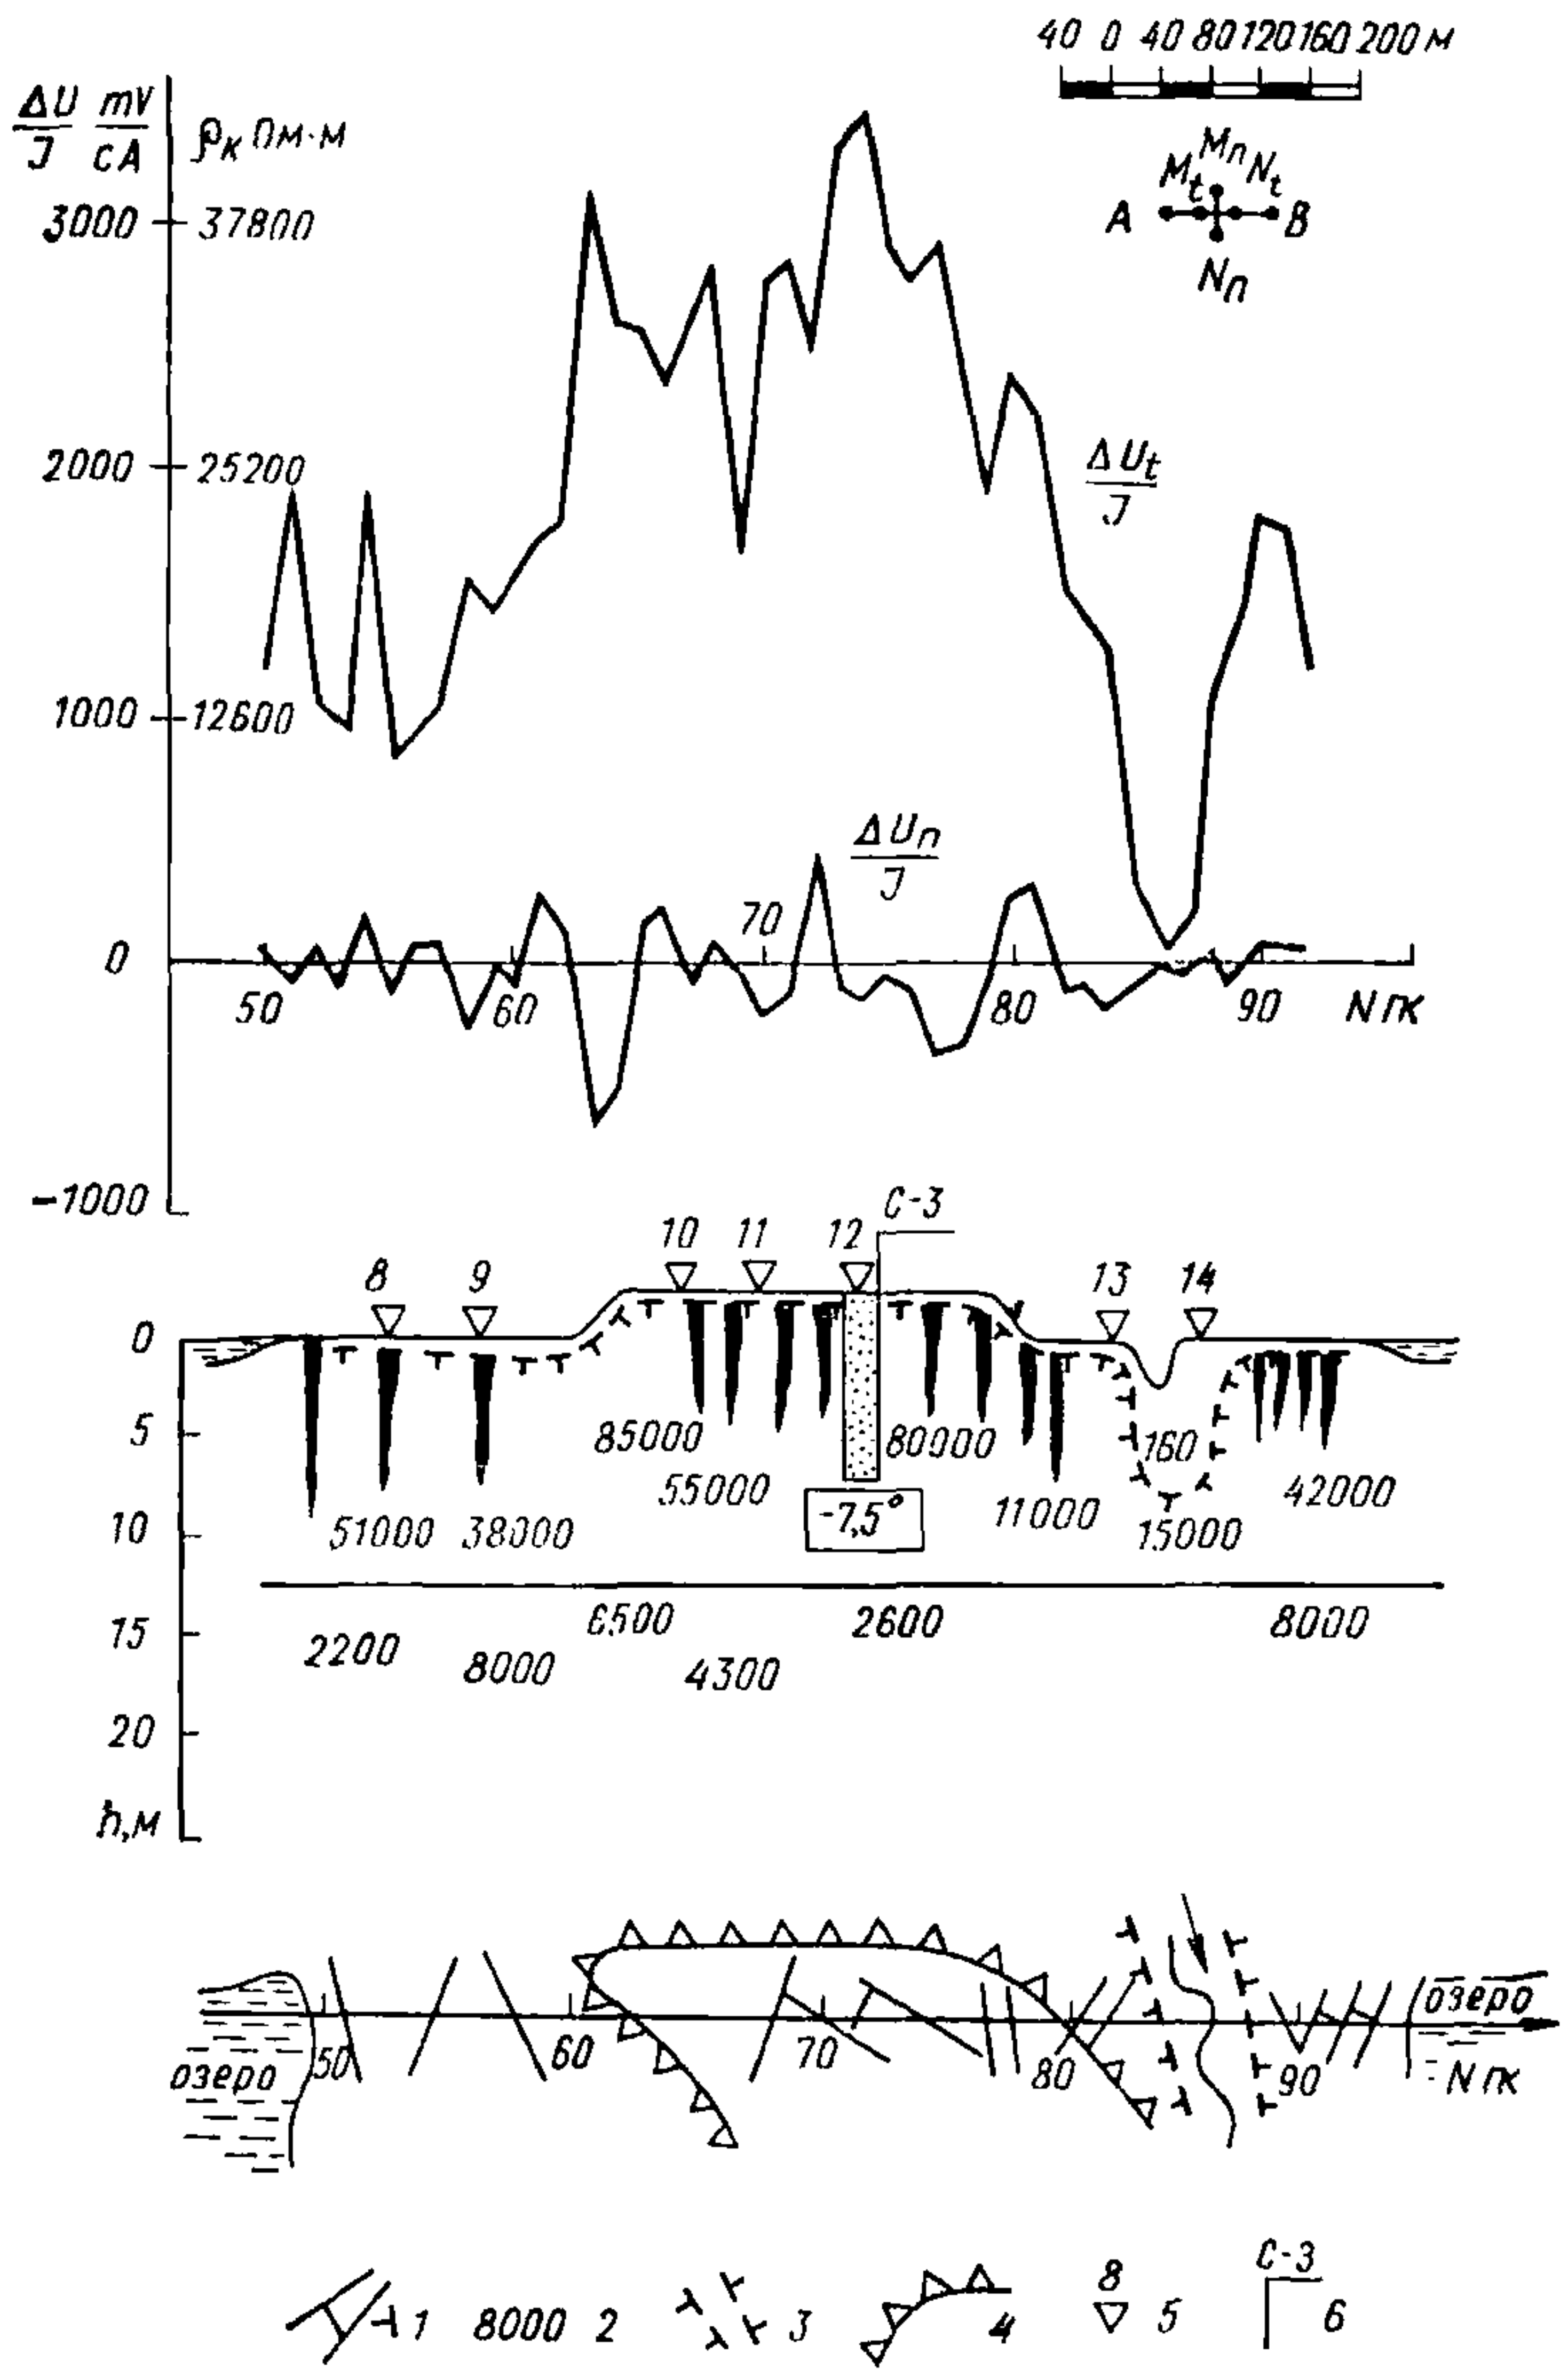 40 0 40 80 120 160 200 м
ΔU/J mV/cA ρк Ом·м
Mt Mn Nt
A B
Nn
3000 37800
2000 25200
ΔUt/J
1000 12600
ΔUn/J
70
0
50 60 80 90 N ПК
-1000
С-3
10 11 12
8 9 13 14
0
5
85000 80000 160
55000 42000
-7,5°
10 51000 38000 11000 15000
15 6500 2600 8000
2200 8000 4300
20
h,м
озеро
озеро 50 60 70 80 90 N ПК
С-3
1 8000 2 3 4 8 5 6